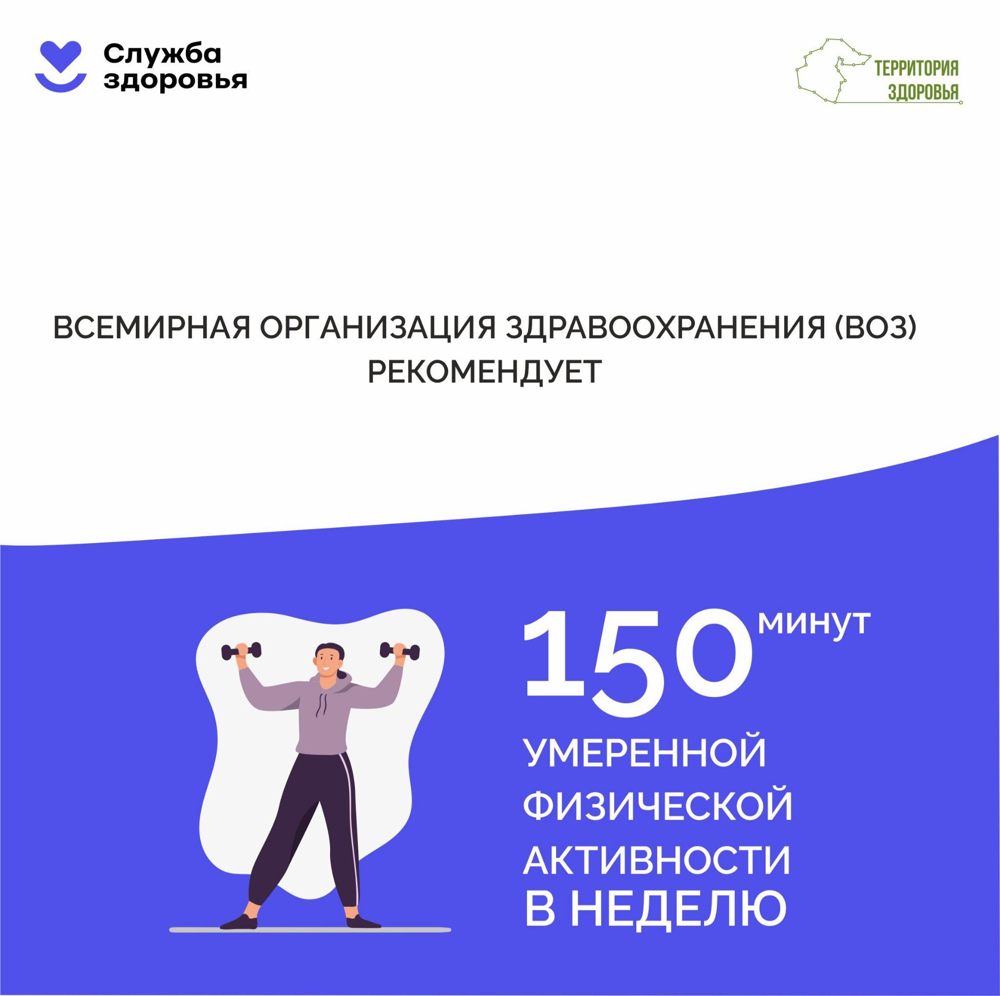 Служба
здоровья
ТЕРРИТОРИЯ
ЗДОРОВЬЯ
ВСЕМИРНАЯ ОРГАНИЗАЦИЯ ЗДРАВООХРАНЕНИЯ (ВОЗ)
РЕКОМЕНДУЕТ
150 минут
УМЕРЕННОЙ
ФИЗИЧЕСКОЙ
АКТИВНОСТИ
В НЕДЕЛЮ